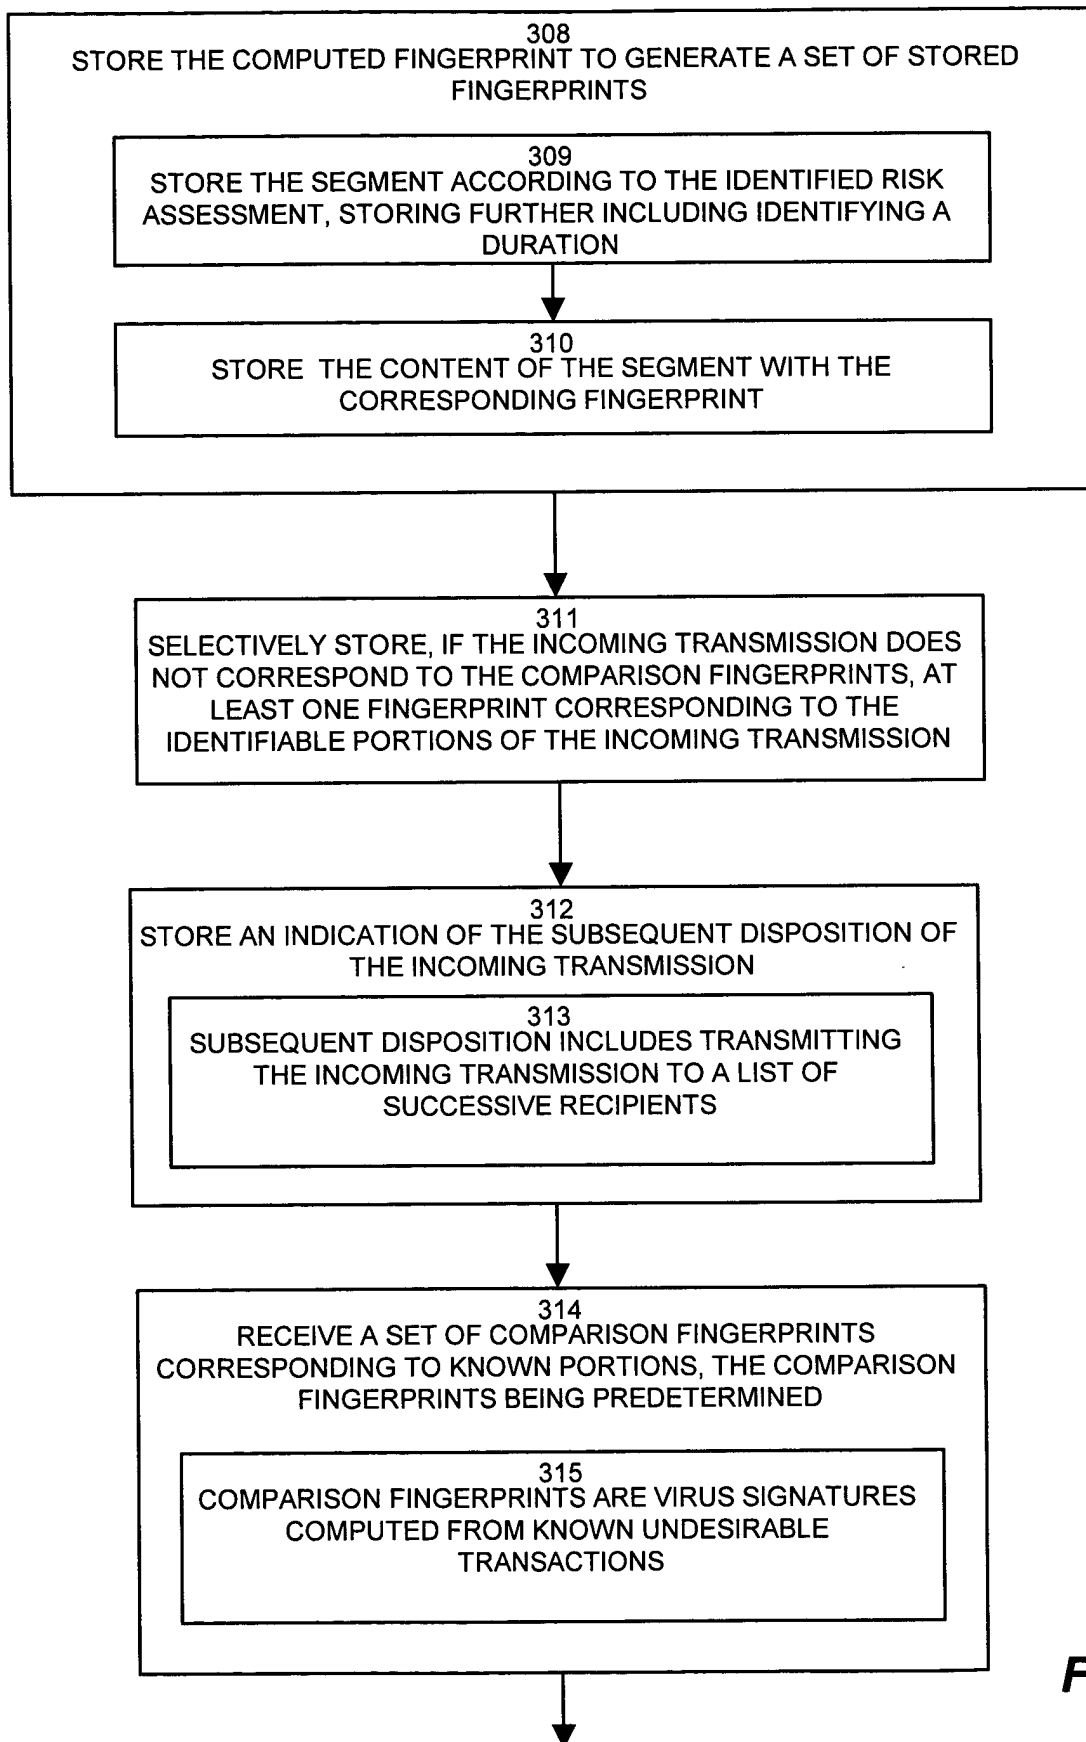 308
STORE THE COMPUTED FINGERPRINT TO GENERATE A SET OF STORED
FINGERPRINTS
309
STORE THE SEGMENT ACCORDING TO THE IDENTIFIED RISK
ASSESSMENT, STORING FURTHER INCLUDING IDENTIFYING A
DURATION
310
STORE THE CONTENT OF THE SEGMENT WITH THE
CORRESPONDING FINGERPRINT
311
SELECTIVELY STORE, IF THE INCOMING TRANSMISSION DOES
NOT CORRESPOND TO THE COMPARISON FINGERPRINTS, AT
LEAST ONE FINGERPRINT CORRESPONDING TO THE
IDENTIFIABLE PORTIONS OF THE INCOMING TRANSMISSION
312
STORE AN INDICATION OF THE SUBSEQUENT DISPOSITION OF
THE INCOMING TRANSMISSION
313
SUBSEQUENT DISPOSITION INCLUDES TRANSMITTING
THE INCOMING TRANSMISSION TO A LIST OF
SUCCESSIVE RECIPIENTS
314
RECEIVE A SET OF COMPARISON FINGERPRINTS
CORRESPONDING TO KNOWN PORTIONS, THE COMPARISON
FINGERPRINTS BEING PREDETERMINED
315
COMPARISON FINGERPRINTS ARE VIRUS SIGNATURES
COMPUTED FROM KNOWN UNDESIRABLE
TRANSACTIONS
F